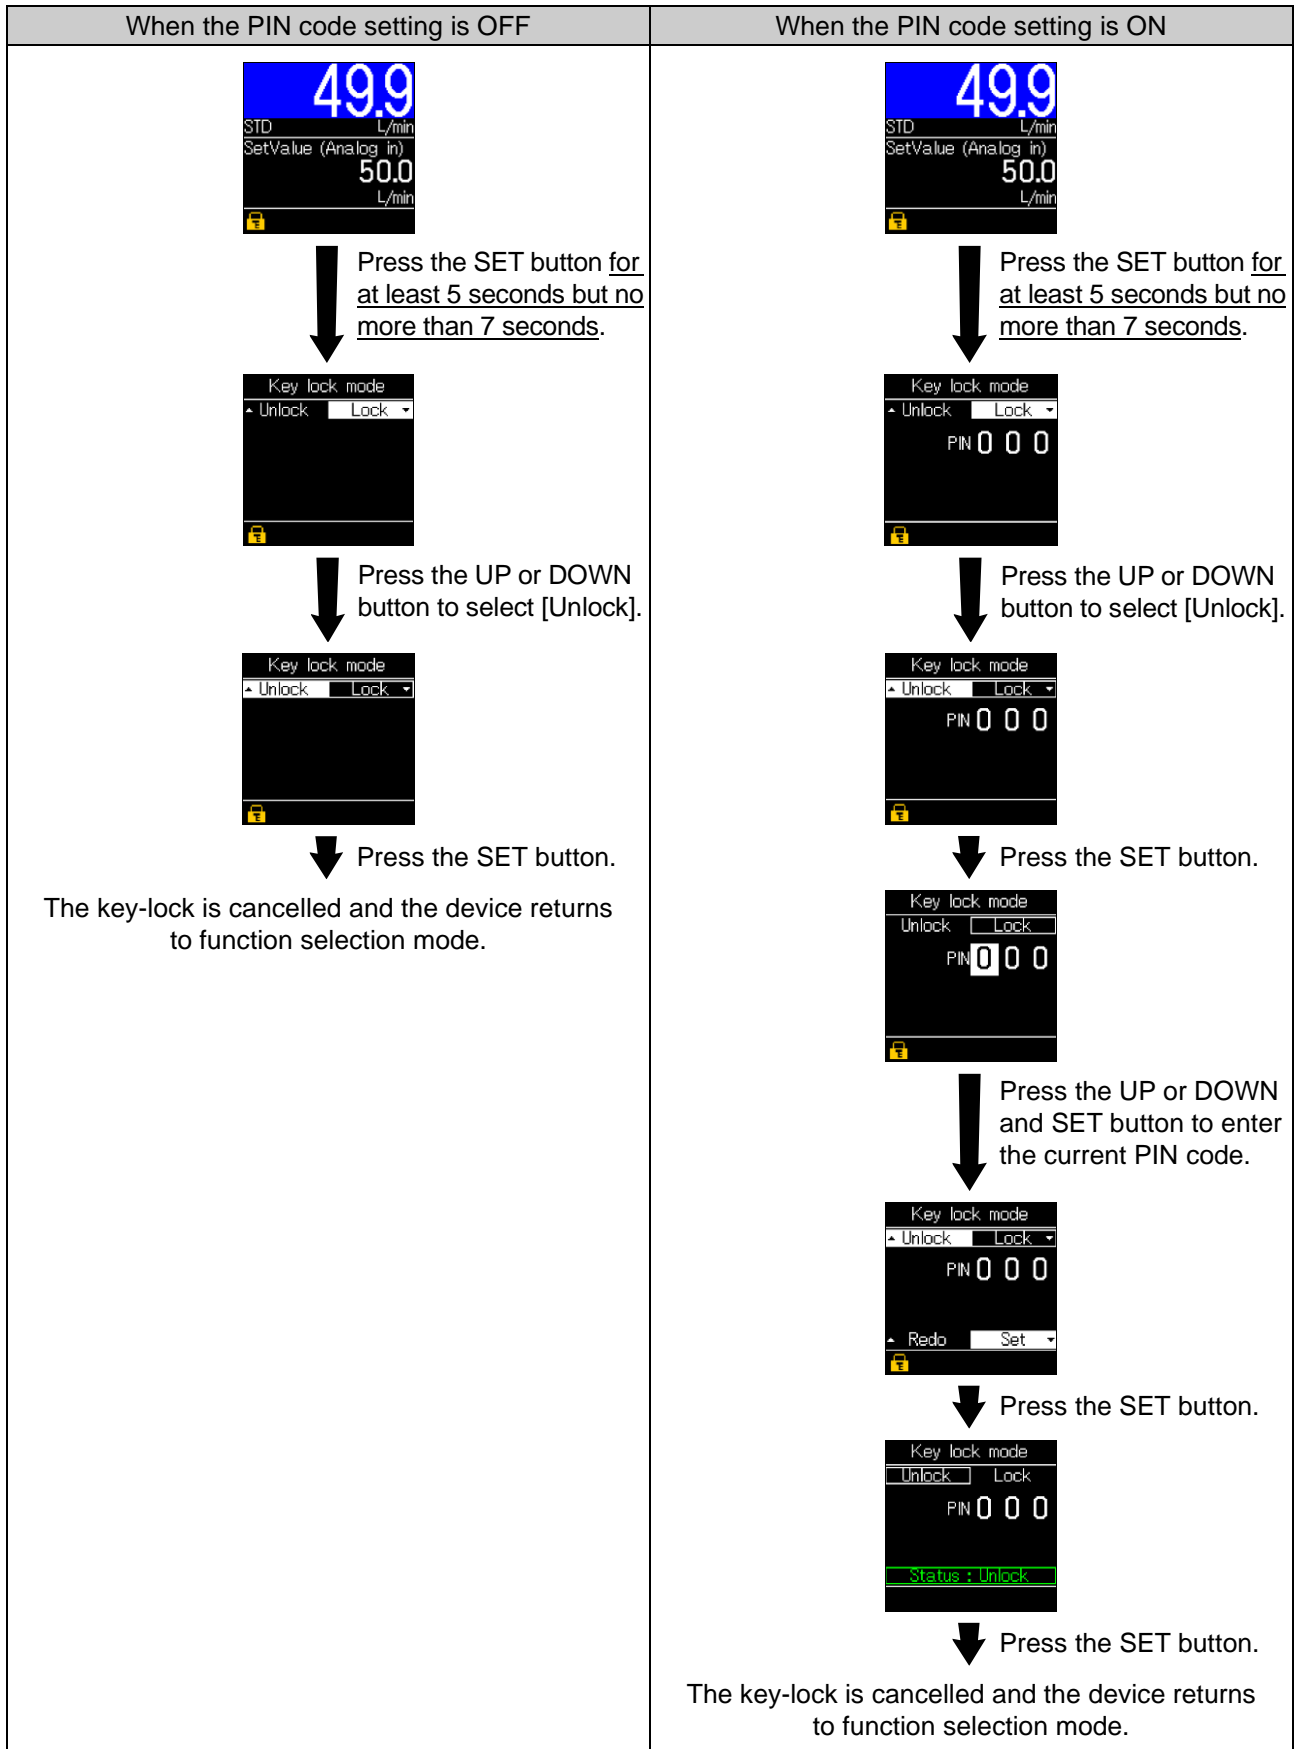 When the PIN code setting is OFF
49.9
STD L/min
SetValue (Analog in)
50.0
L/min
Press the SET button for
at least 5 seconds but no
more than 7 seconds.
Key lock mode
Unlock Lock
Press the UP or DOWN
button to select [Unlock].
Key lock mode
Unlock Lock
Press the SET button.
The key-lock is cancelled and the device returns
to function selection mode.
When the PIN code setting is ON
49.9
STD L/min
SetValue (Analog in)
50.0
L/min
Press the SET button for
at least 5 seconds but no
more than 7 seconds.
Key lock mode
Unlock Lock
PIN 0 0 0
Press the UP or DOWN
button to select [Unlock].
Key lock mode
Unlock Lock
PIN 0 0 0
Press the SET button.
Key lock mode
Unlock Lock
PIN 0 0 0
Press the UP or DOWN
and SET button to enter
the current PIN code.
Key lock mode
Unlock Lock
PIN 0 0 0
Redo Set
Press the SET button.
Key lock mode
Unlock Lock
PIN 0 0 0
Status : Unlock
Press the SET button.
The key-lock is cancelled and the device returns
to function selection mode.